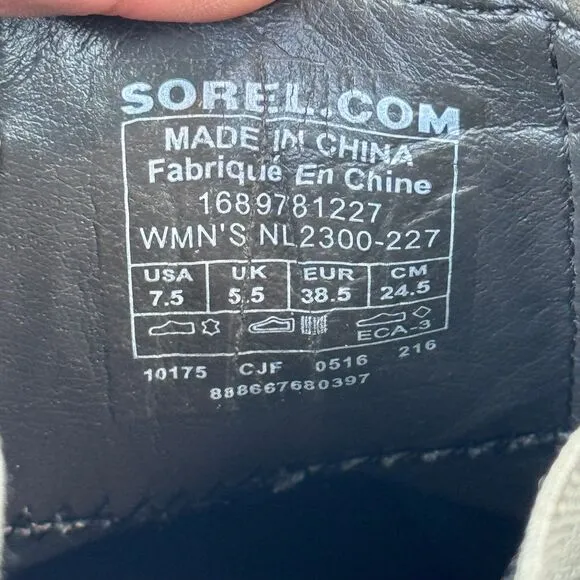 SOREL.COM
MADE IN CHINA
Fabriqué En Chine
1689781227
WMN'S NL2300-227
USA UK EUR CM
7.5 5.5 38.5 24.5
ECA-3
10175 CJF 0516 216
888667680397